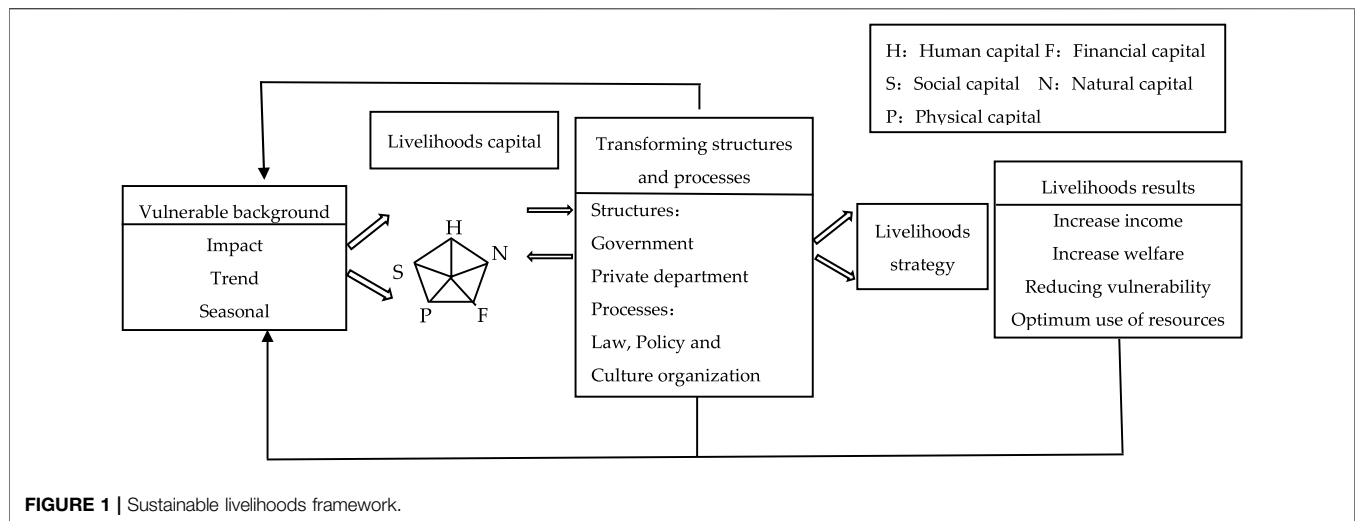 H：Human capital F：Financial capital
S：Social capital N：Natural capital
P：Physical capital
Livelihoods capital
Transforming structures
and processes
Structures：
Government
Private department
Processes：
Law, Policy and
Culture organization
Vulnerable background
Impact
Trend
Seasonal
H
S
N
P
F
Livelihoods
strategy
Livelihoods results
Increase income
Increase welfare
Reducing vulnerability
Optimum use of resources
FIGURE 1 | Sustainable livelihoods framework.